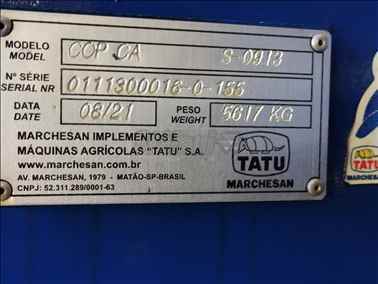 MODELO
MODEL COP CA S-0913
Nº SÉRIE
SERIAL NR 0111300016-0-155
DATA
DATE 08/21 PESO
WEIGHT 5617 KG
MARCHESAN IMPLEMENTOS E
MÁQUINAS AGRÍCOLAS "TATU" S.A.
www.marchesan.com.br
AV. MARCHESAN, 1979 - MATÃO-SP-BRASIL
CNPJ: 52.311.289/0001-63
TATU
MARCHESAN